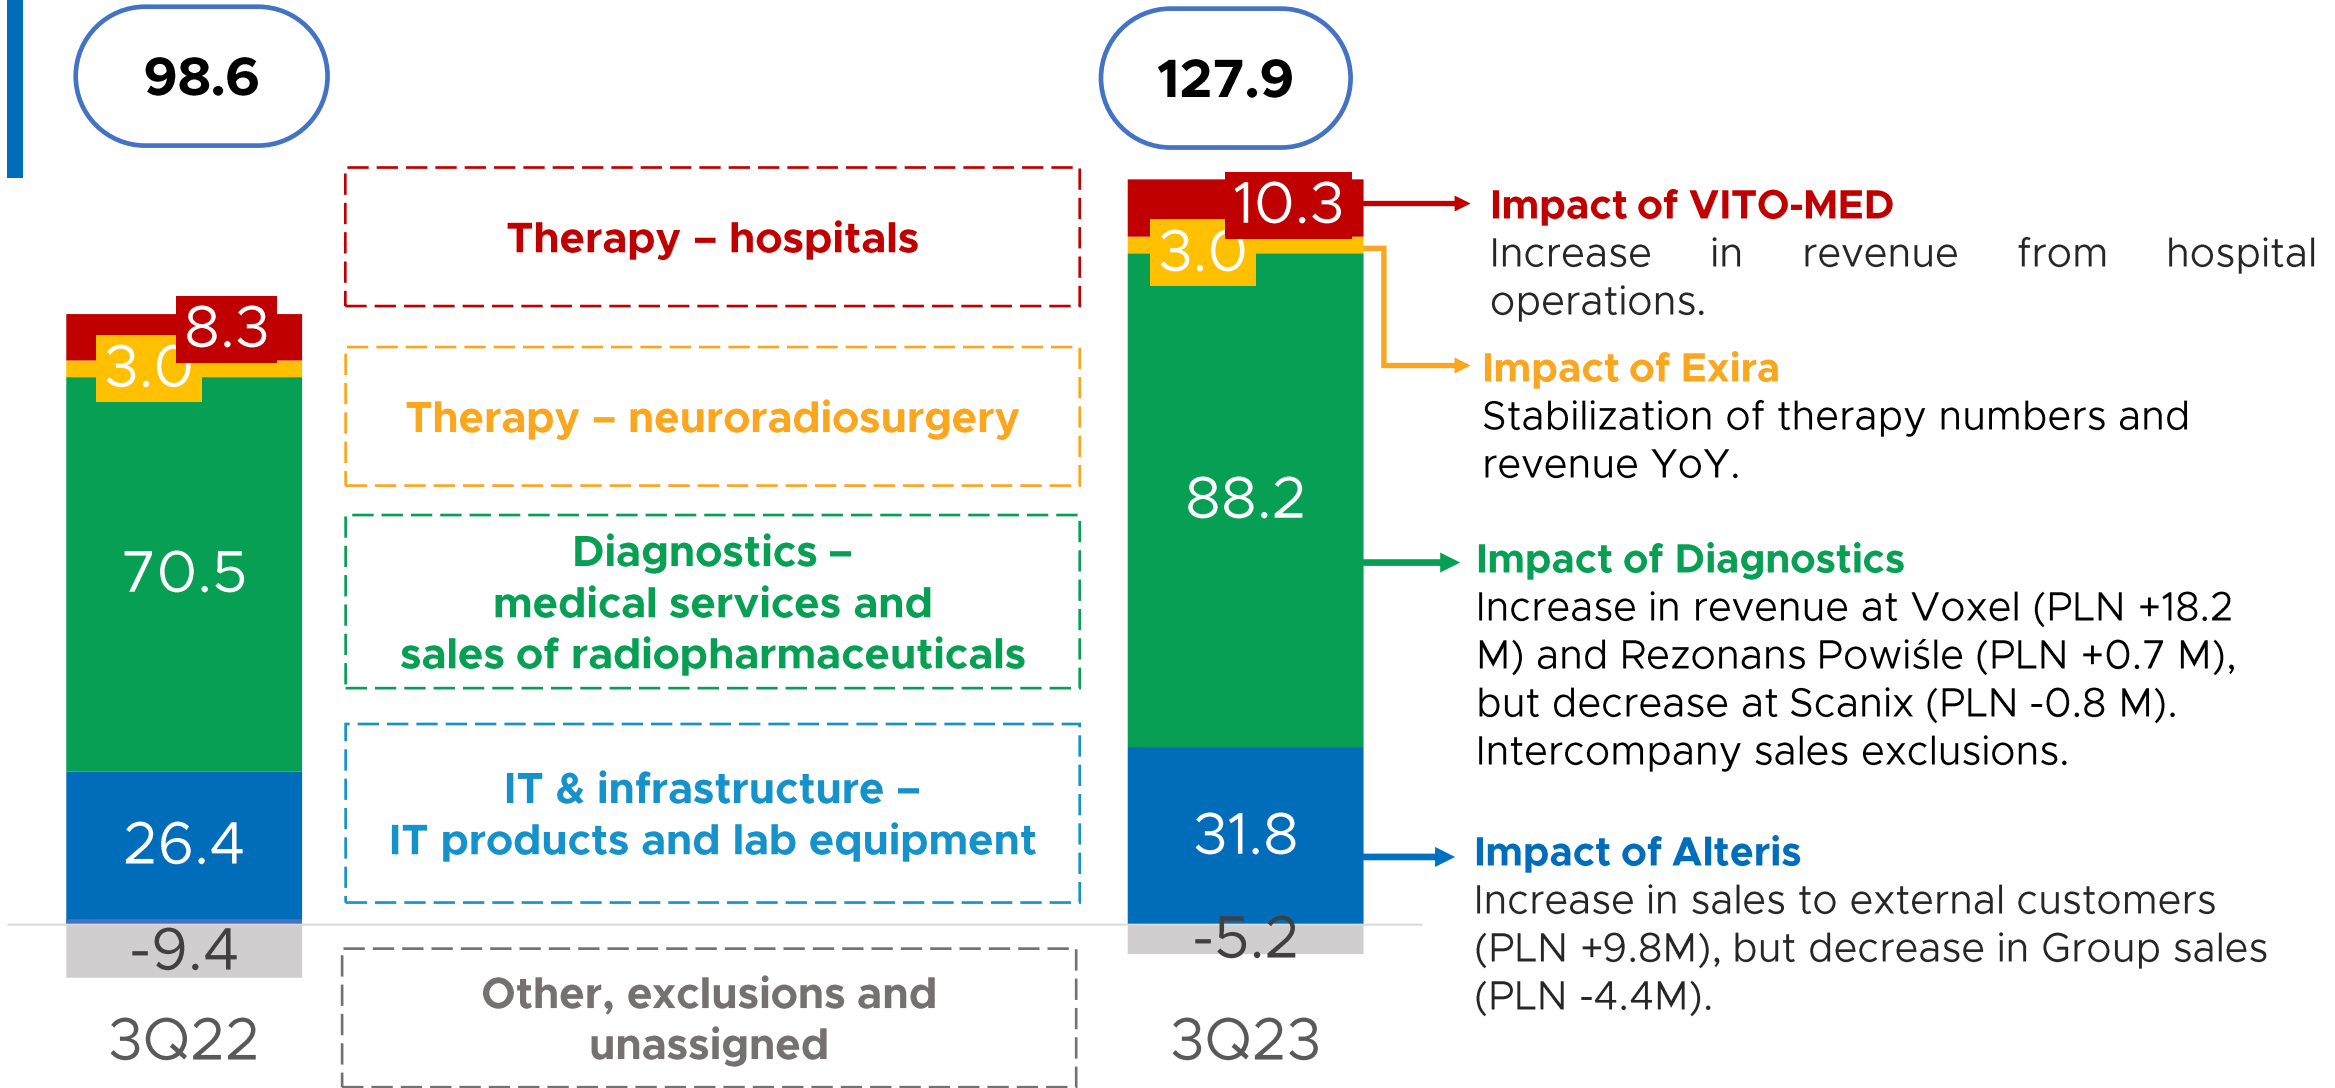 98.6
127.9
8.3
3.0
70.5
26.4
-9.4
3Q22
Therapy – hospitals
Therapy – neuroradiosurgery
Diagnostics –
medical services and
sales of radiopharmaceuticals
IT & infrastructure –
IT products and lab equipment
Other, exclusions and
unassigned
10.3
3.0
88.2
31.8
-5.2
3Q23
Impact of VITO-MED
Increase in revenue from hospital
operations.
Impact of Exira
Stabilization of therapy numbers and
revenue YoY.
Impact of Diagnostics
Increase in revenue at Voxel (PLN +18.2
M) and Rezonans Powiśle (PLN +0.7 M),
but decrease at Scanix (PLN -0.8 M).
Intercompany sales exclusions.
Impact of Alteris
Increase in sales to external customers
(PLN +9.8M), but decrease in Group sales
(PLN -4.4M).